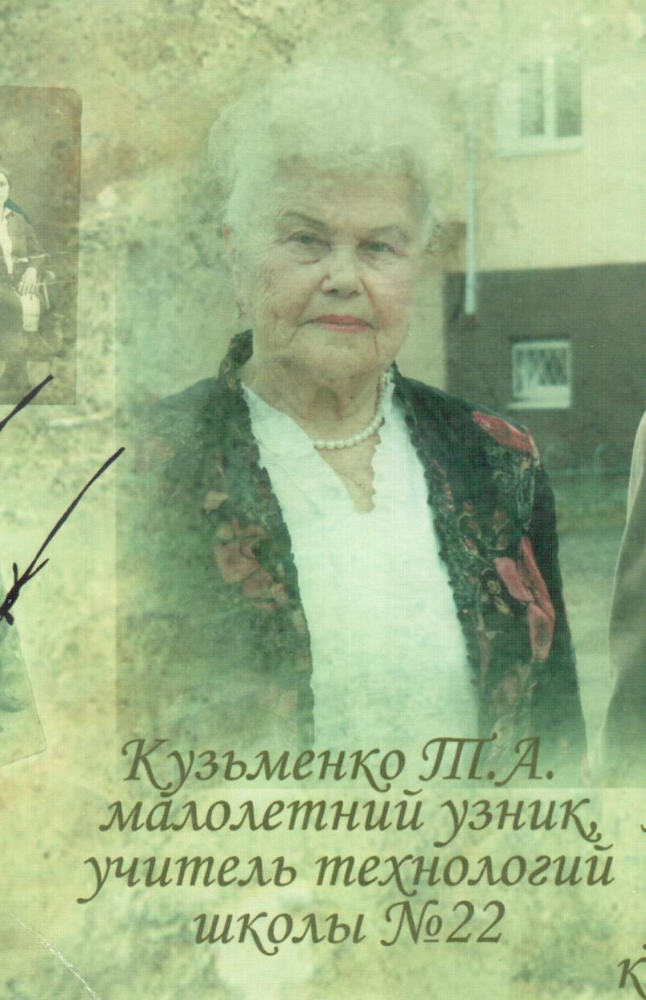 Кузьменко Т.А.
малолетний узник,
учитель технологий
школы №22